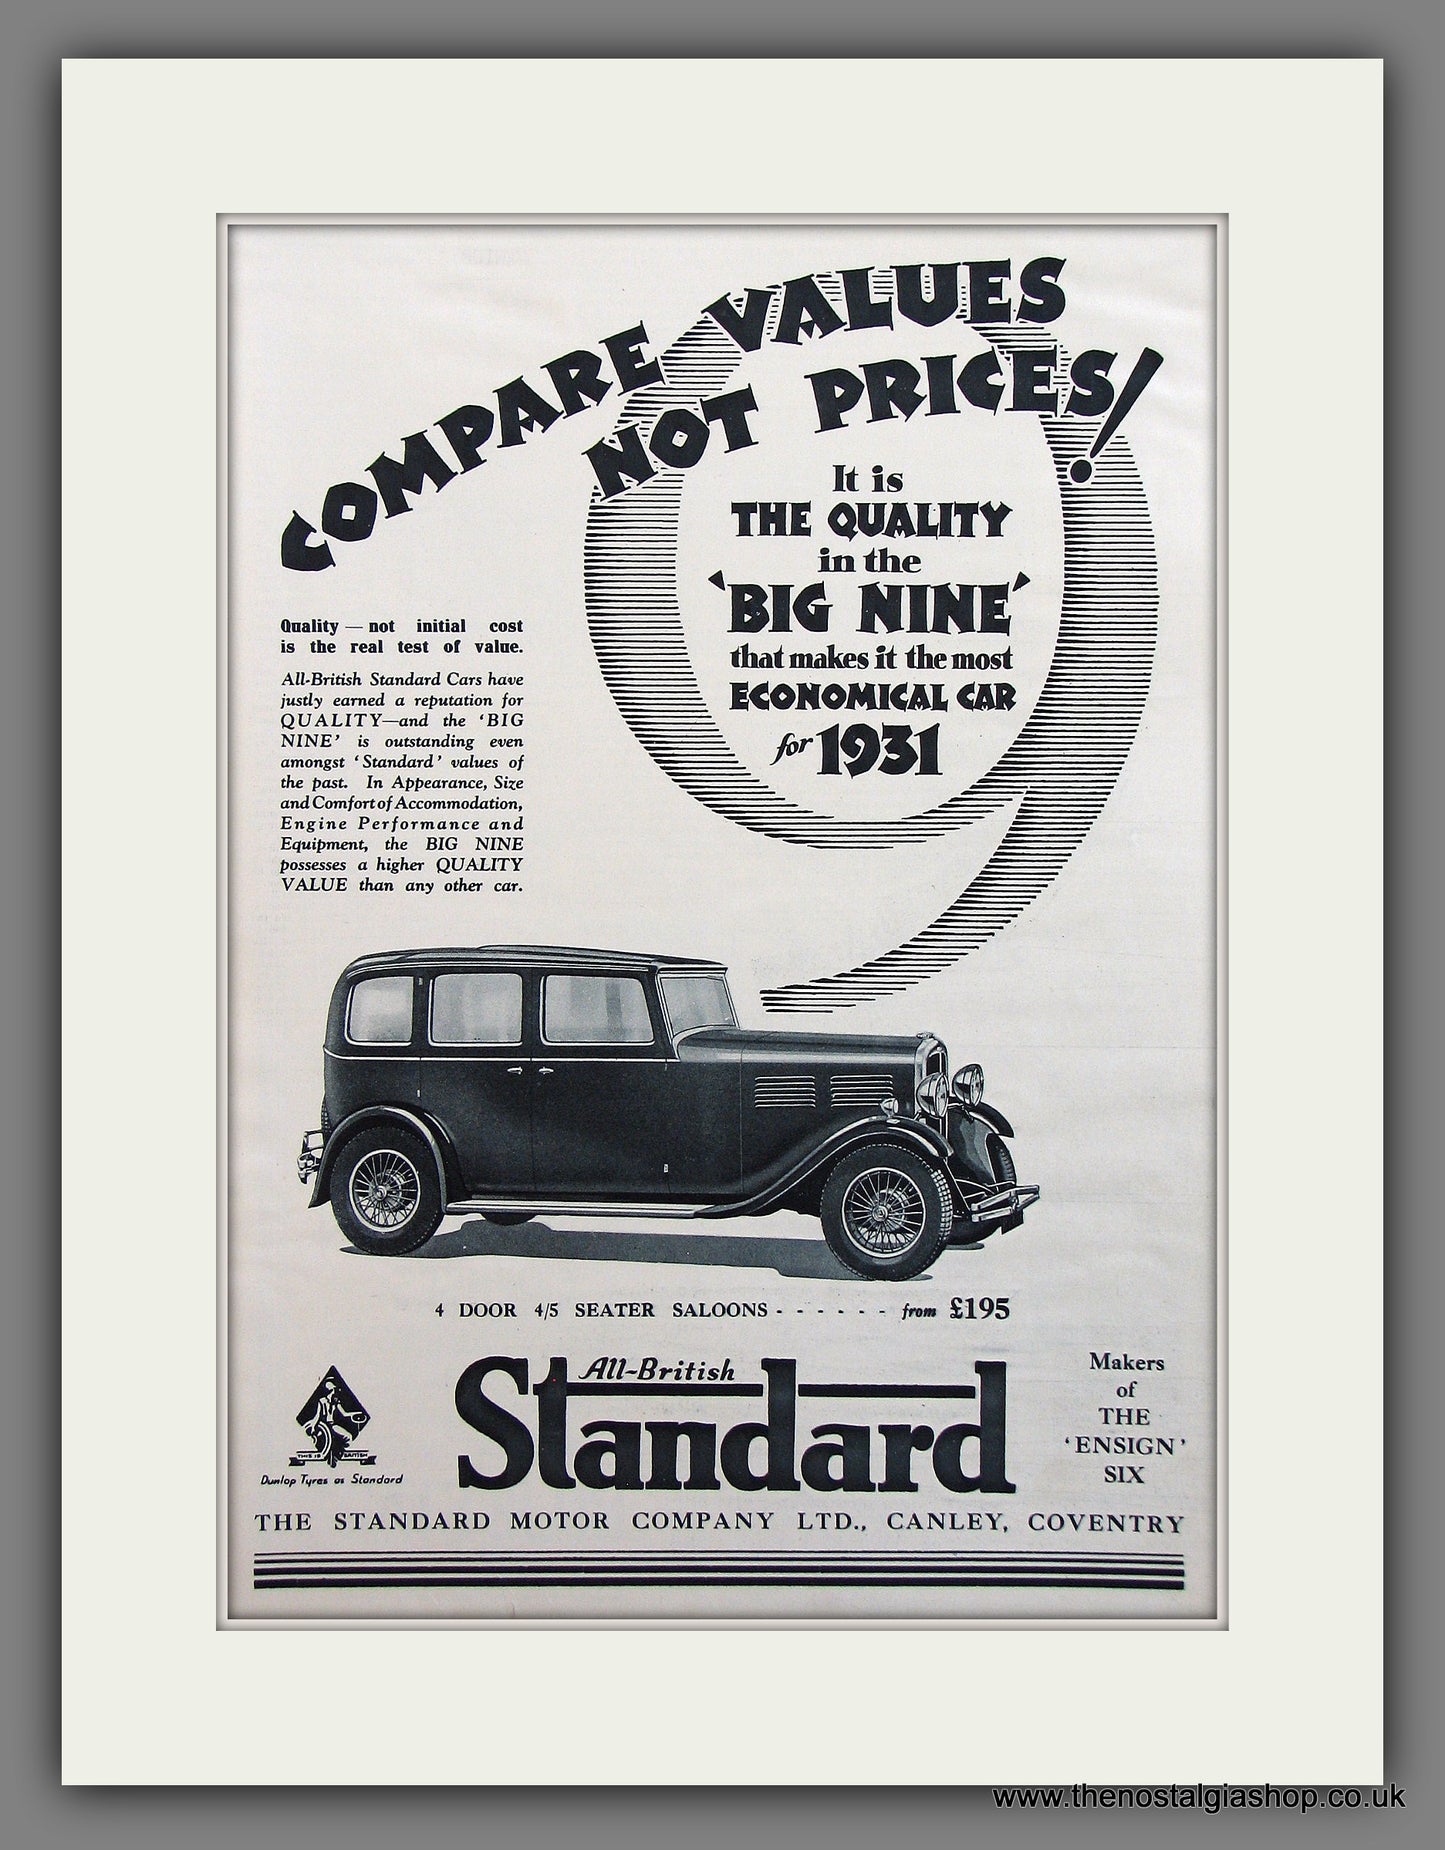 COMPARE VALUES
NOT PRICES!
It is
THE QUALITY
in the
'BIG NINE'
that makes it the most
ECONOMICAL CAR
for 1931
Quality — not initial cost
is the real test of value.
All-British Standard Cars have
justly earned a reputation for
QUALITY—and the 'BIG
NINE' is outstanding even
amongst 'Standard' values of
the past. In Appearance, Size
and Comfort of Accommodation,
Engine Performance and
Equipment, the BIG NINE
possesses a higher QUALITY
VALUE than any other car.
4 DOOR 4/5 SEATER SALOONS - - - - - - from £195
All-British
Standard
Makers
of
THE
'ENSIGN'
SIX
THIS IS BRITISH
Dunlop Tyres as Standard
THE STANDARD MOTOR COMPANY LTD., CANLEY, COVENTRY
www.thenostalgiashop.co.uk